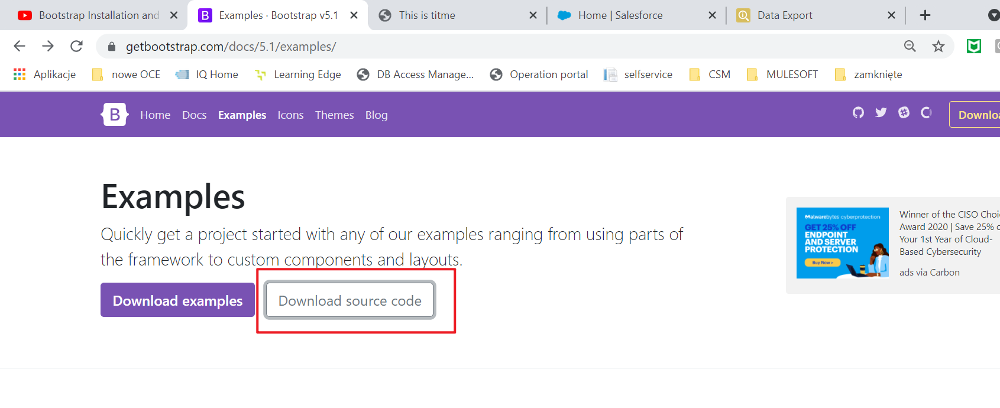 Bootstrap Installation and
Examples · Bootstrap v5.1
This is titme
Home | Salesforce
Data Export
getbootstrap.com/docs/5.1/examples/
Aplikacje
nowe OCE
IQ Home
Learning Edge
DB Access Manage...
Operation portal
selfservice
CSM
MULESOFT
zamknięte
B
Home
Docs
Examples
Icons
Themes
Blog
Downlo
Examples
Quickly get a project started with any of our examples ranging from using parts of
the framework to custom components and layouts.
Download examples
Download source code
Malwarebytes cyberprotection
GET 25% OFF
ENDPOINT
AND SERVER
PROTECTION
Buy Now >
Winner of the CISO Choi
Award 2020 | Save 25%
Your 1st Year of Cloud-
Based Cybersecurity
ads via Carbon